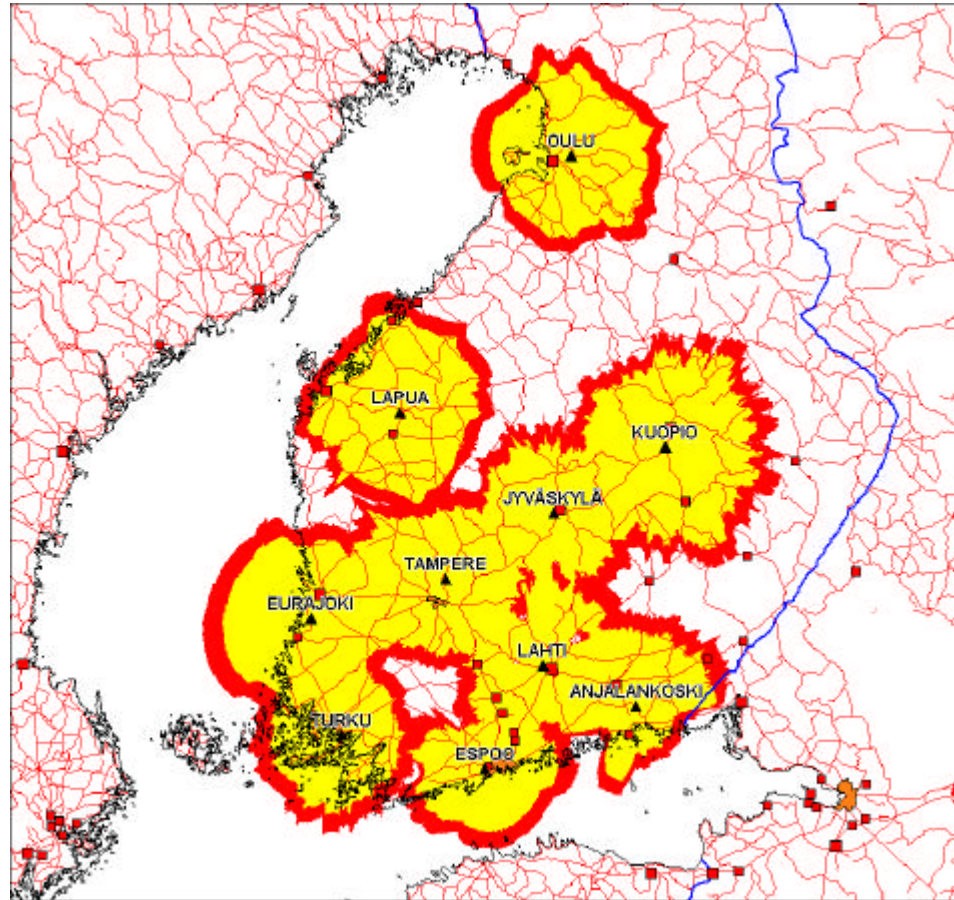 OULU
LAPUA
KUOPIO
JYVÄSKYLÄ
TAMPERE
EURAJOKI
LAHTI
ANJALANKOSKI
TURKU
ESPOO